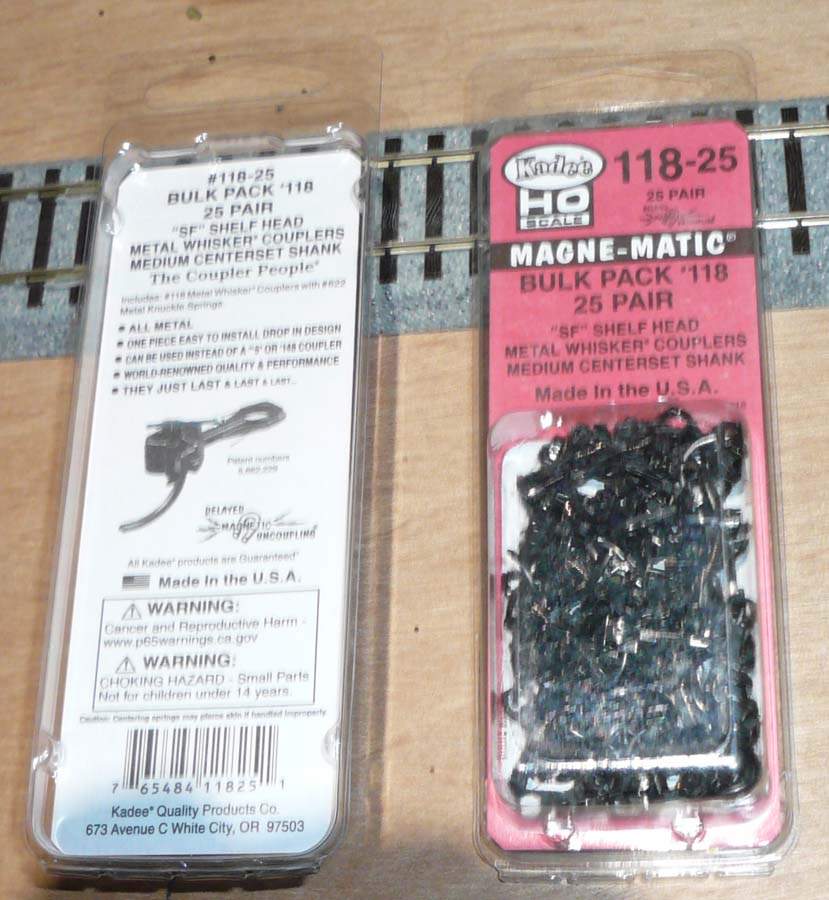 #118-25
BULK PACK #118
25 PAIR
"SF" SHELF HEAD
METAL WHISKER® COUPLERS
MEDIUM CENTERSET SHANK
The Coupler People®
Includes: #118 Metal Whisker® Couplers with #622
Metal Knuckle Springs.
• ALL METAL
• ONE PIECE EASY TO INSTALL DROP IN DESIGN
• CAN BE USED INSTEAD OF A #5® OR #148 COUPLER
• WORLD-RENOWNED QUALITY & PERFORMANCE
• THEY JUST LAST & LAST & LAST...
Patent numbers
5,662,229
DELAYED
MAGNETIC
UNCOUPLING®
All Kadee® products are Guaranteed
Made In the U.S.A.
⚠ WARNING:
Cancer and Reproductive Harm -
www.p65warnings.ca.gov
⚠ WARNING:
CHOKING HAZARD - Small Parts
Not for children under 14 years.
Caution: Centering springs may pierce skin if handled improperly.
7 65484 11825 1
Kadee® Quality Products Co.
673 Avenue C White City, OR 97503
Kadee
HO
SCALE
118-25
25 PAIR
MAGNE-MATIC®
BULK PACK #118
25 PAIR
"SF" SHELF HEAD
METAL WHISKER® COUPLERS
MEDIUM CENTERSET SHANK
Made In the U.S.A.